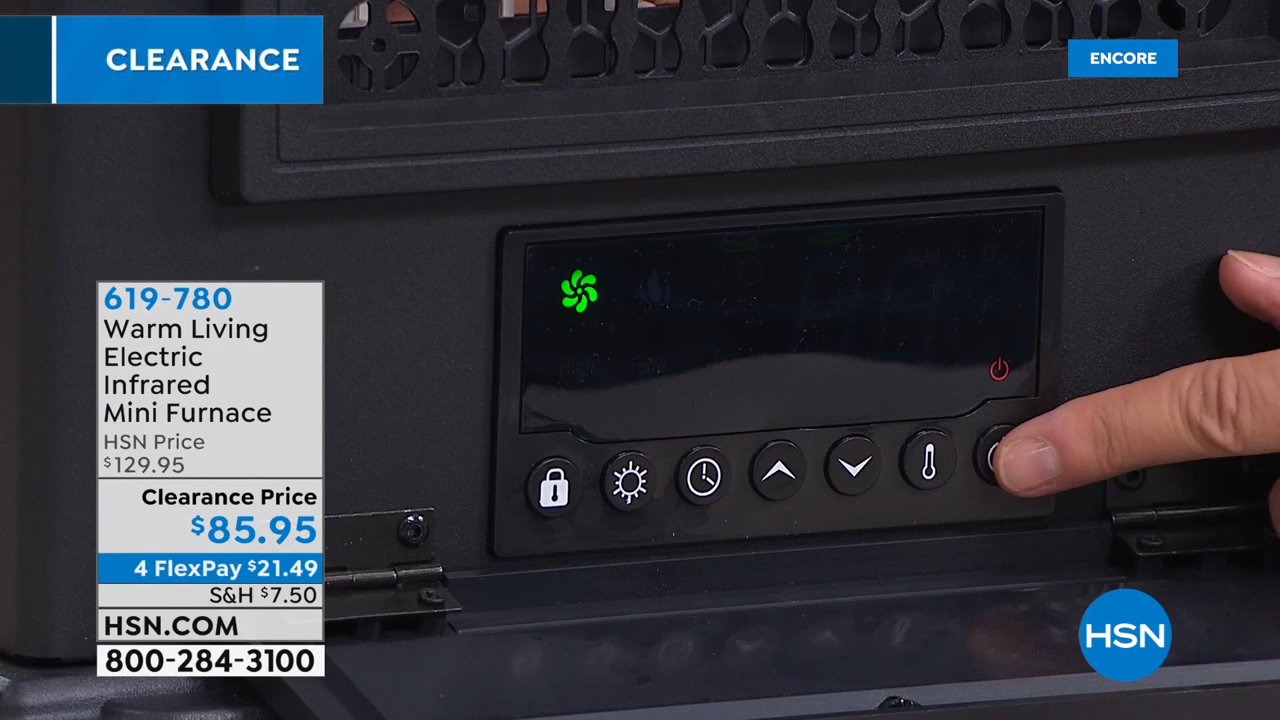 CLEARANCE
ENCORE
619-780
Warm Living
Electric
Infrared
Mini Furnace
HSN Price
$129.95
Clearance Price
$85.95
4 FlexPay $21.49
S&H $7.50
HSN.COM
800-284-3100
HSN